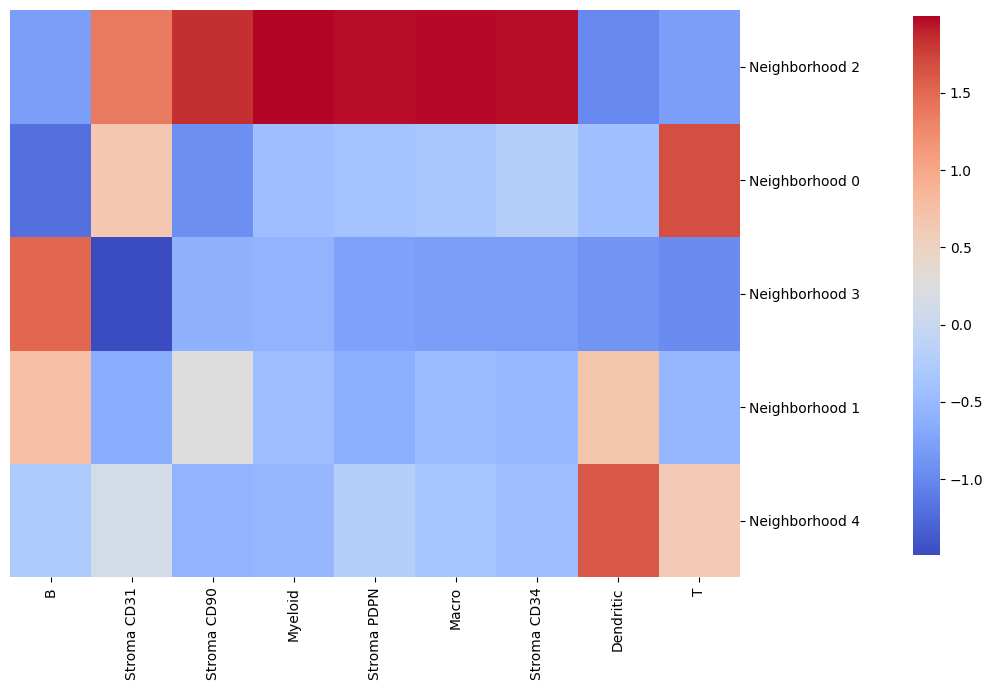 Neighborhood 2
Neighborhood 0
Neighborhood 3
Neighborhood 1
Neighborhood 4
1.5
1.0
0.5
0.0
−0.5
−1.0
B
Stroma CD31
Stroma CD90
Myeloid
Stroma PDPN
Macro
Stroma CD34
Dendritic
T